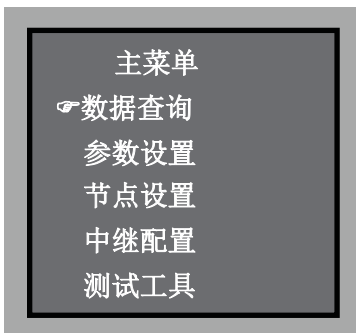 主菜单
☞数据查询
参数设置
节点设置
中继配置
测试工具